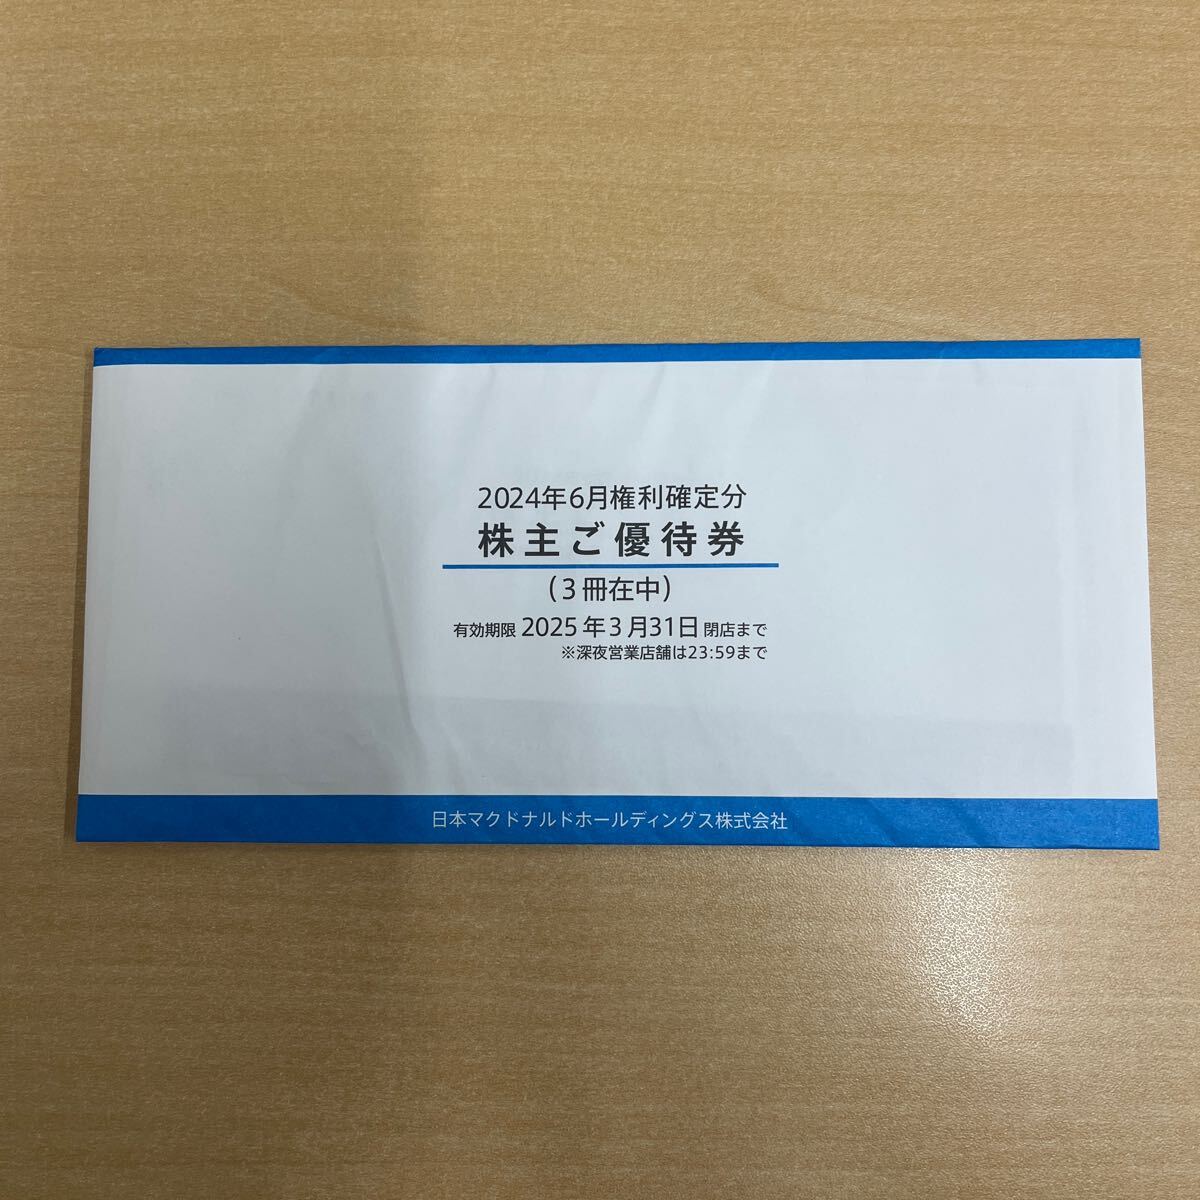 2024年6月権利確定分
株主ご優待券
(3冊在中)
有効期限 2025年3月31日 閉店まで
※深夜営業店舗は23:59まで
日本マクドナルドホールディングス株式会社